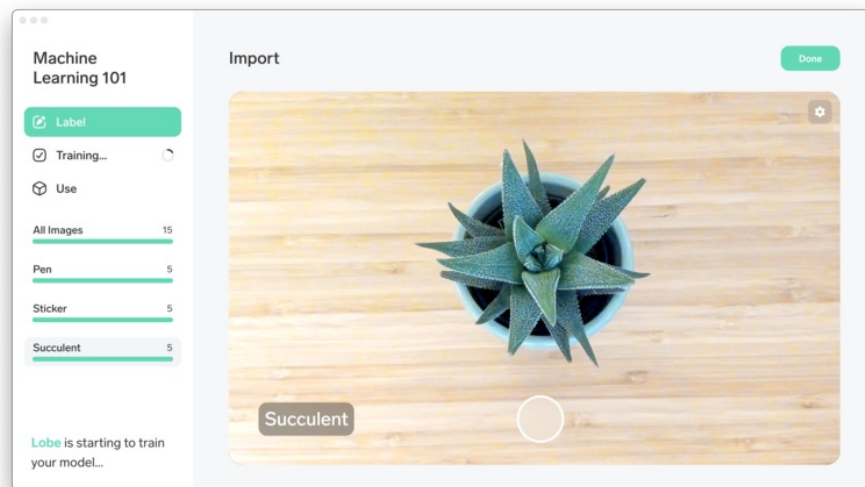 Machine
Learning 101
Label
Training...
Use
All Images 15
Pen 5
Sticker 5
Succulent 5
Lobe is starting to train
your model...
Import
Done
Succulent